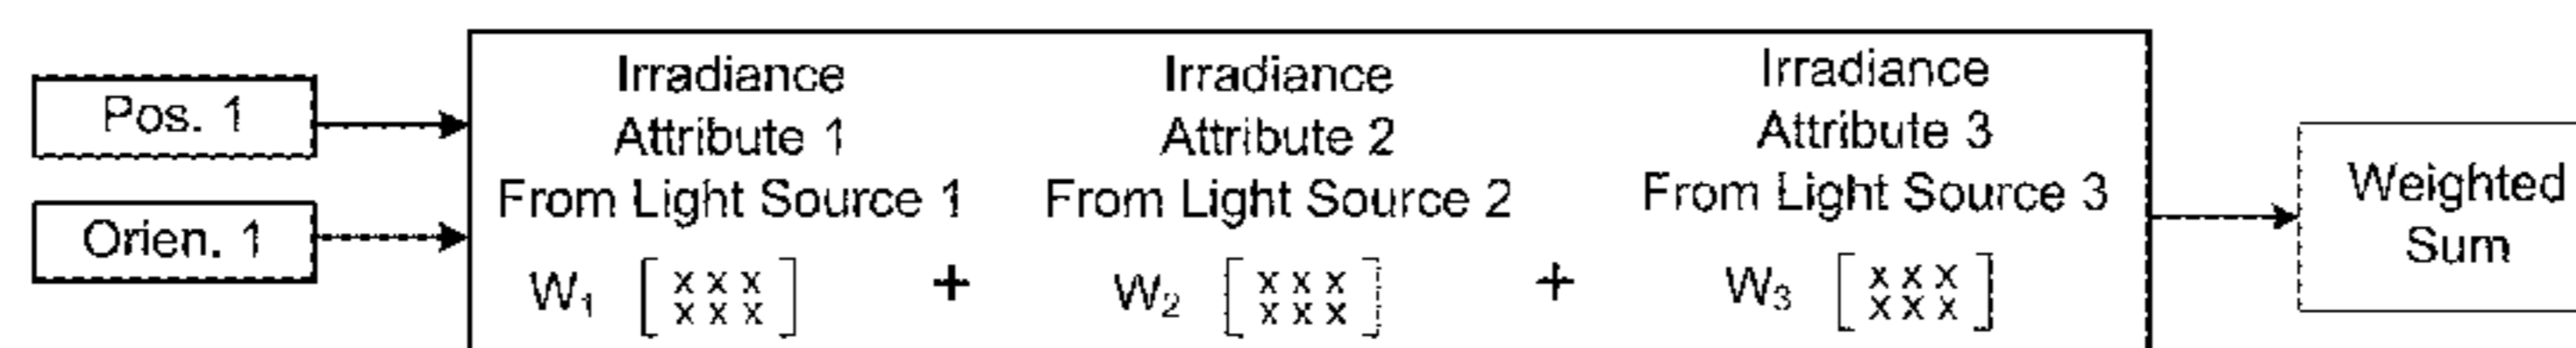 Pos. 1
Orien. 1
Irradiance
Attribute 1
From Light Source 1
W₁ [ x x x
x x x ]
+
Irradiance
Attribute 2
From Light Source 2
W₂ [ x x x
x x x ]
+
Irradiance
Attribute 3
From Light Source 3
W₃ [ x x x
x x x ]
Weighted
Sum